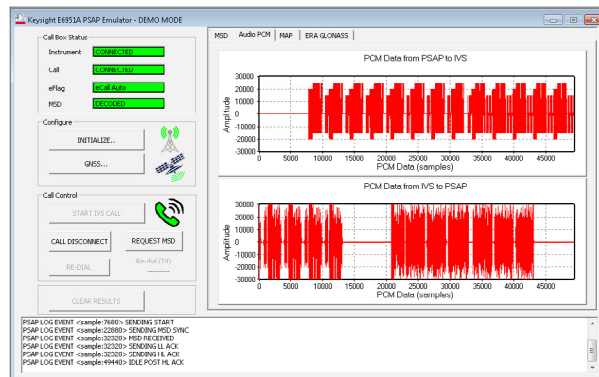 Keysight E6951A PSAP Emulator - DEMO MODE
Call Box Status
Instrument CONNECTED
Call CONNECTED
eFlag eCall Auto
MSD DECODED
Configure
INITIALIZE..
GNSS...
Call Control
START IVS CALL
CALL DISCONNECT REQUEST MSD
RE-DIAL Re-dial (T9)
----------
CLEAR RESULTS
MSD Audio PCM MAP ERA GLONASS
PCM Data from PSAP to IVS
Amplitude
30000
20000
10000
0
-10000
-20000
-30000
0 5000 10000 15000 20000 25000 30000 35000 40000 45000
PCM Data (samples)
PCM Data from IVS to PSAP
Amplitude
30000
20000
10000
0
-10000
-20000
-30000
0 5000 10000 15000 20000 25000 30000 35000 40000 45000
PCM Data (samples)
PSAP LOG EVENT <sample:7680> SENDING START
PSAP LOG EVENT <sample:22880> SENDING MSD SYNC
PSAP LOG EVENT <sample:32320> MSD RECEIVED
PSAP LOG EVENT <sample:32320> SENDING LL ACK
PSAP LOG EVENT <sample:32320> SENDING HL ACK
PSAP LOG EVENT <sample:49440> IDLE POST HL ACK